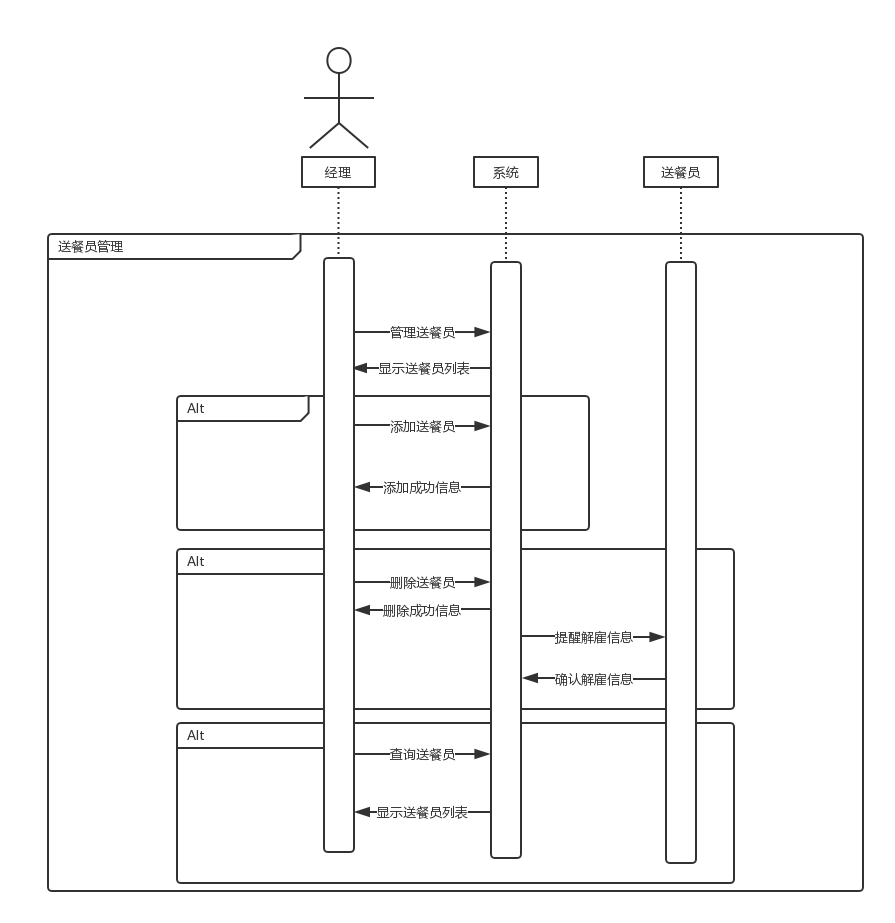 经理
系统
送餐员
送餐员管理
管理送餐员
显示送餐员列表
Alt
添加送餐员
添加成功信息
Alt
删除送餐员
删除成功信息
提醒解雇信息
确认解雇信息
Alt
查询送餐员
显示送餐员列表